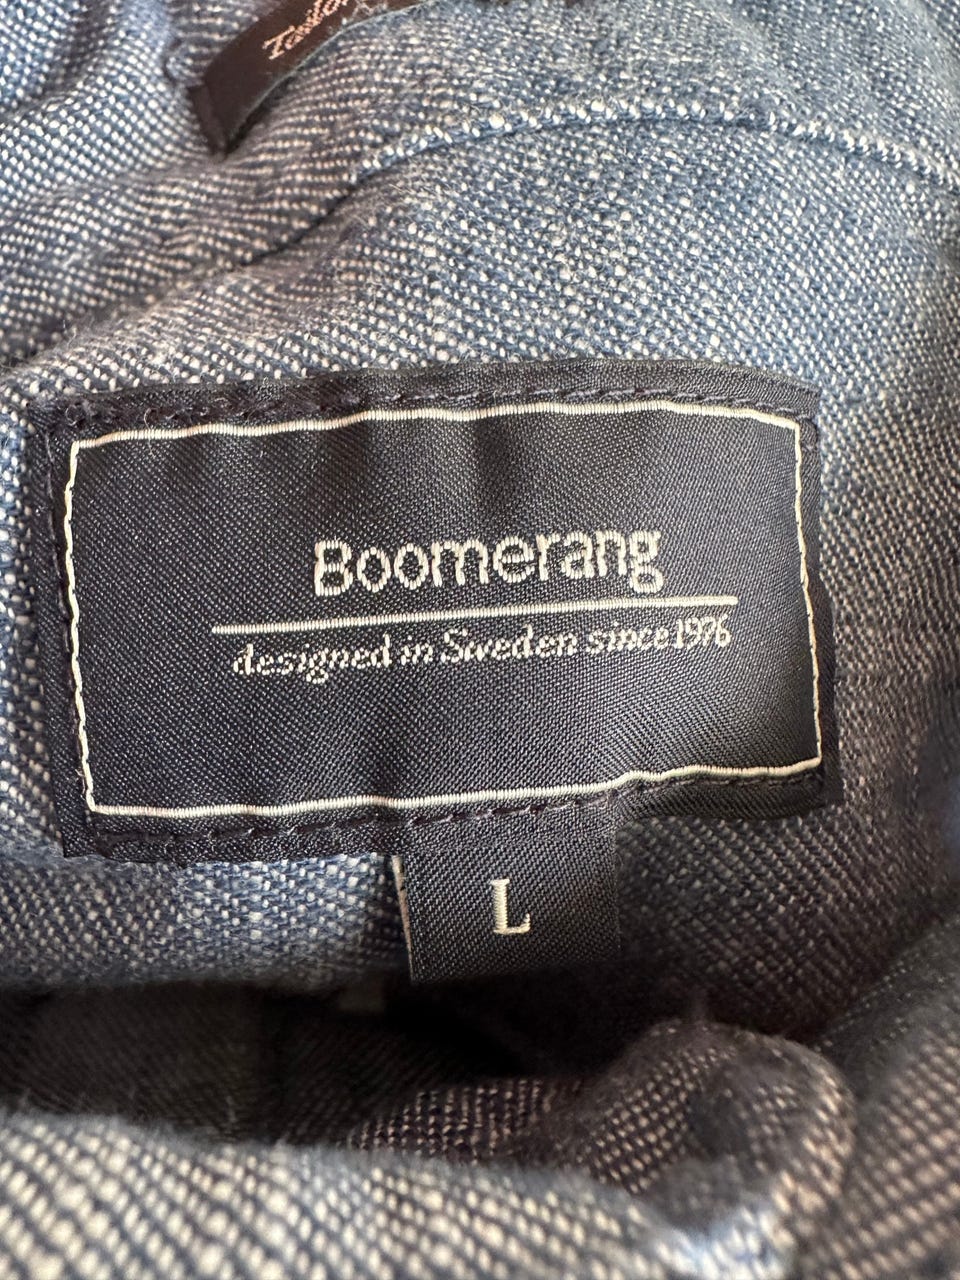 Boomerang
designed in Sweden since 1976
L